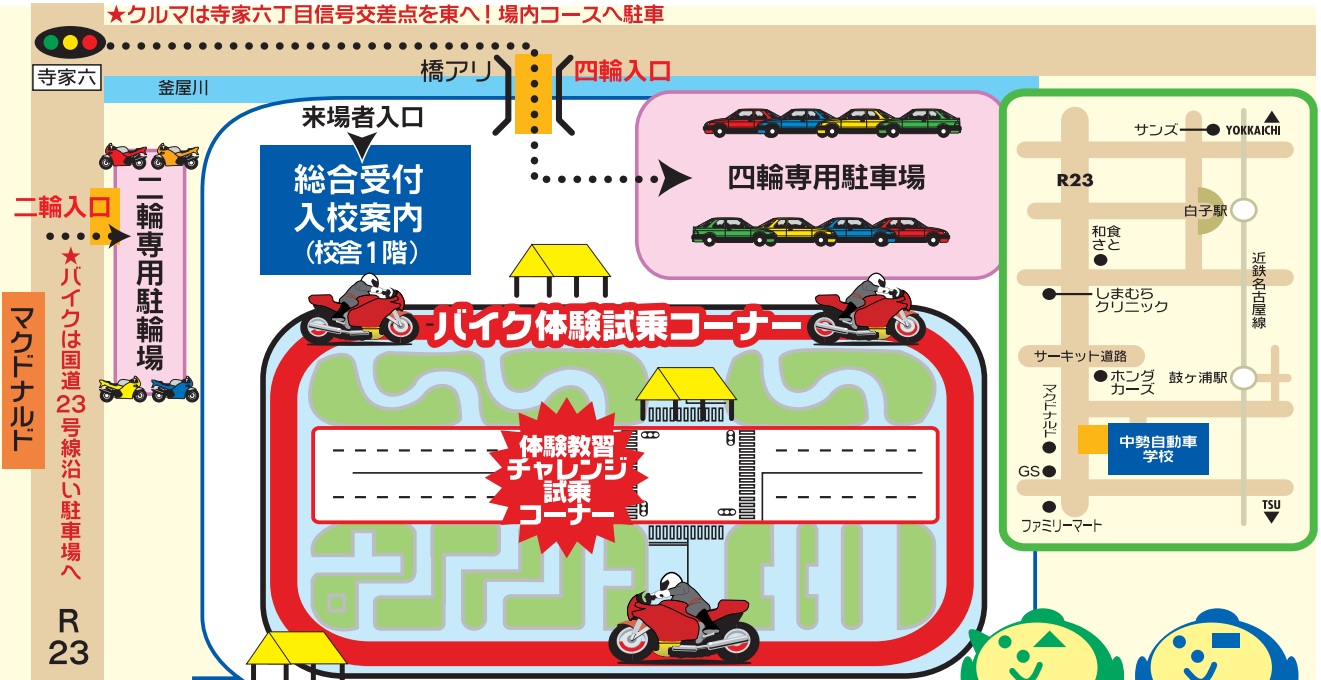 ★クルマは寺家六丁目信号交差点を東へ！場内コースへ駐車
寺家六
釜屋川
橋アリ
四輪入口
来場者入口
総合受付
入校案内
（校舎1階）
四輪専用駐車場
二輪入口
二輪専用駐輪場
★バイクは国道23号線沿い駐車場へ
マクドナルド
R
23
バイク体験試乗コーナー
体験教習
チャレンジ
試乗
コーナー
サンズ
YOKKAICHI
R23
白子駅
和食
さと
近鉄名古屋線
しまむら
クリニック
サーキット道路
ホンダ
カーズ
鼓ヶ浦駅
マクドナルド
中勢自動車
学校
GS
TSU
ファミリーマート